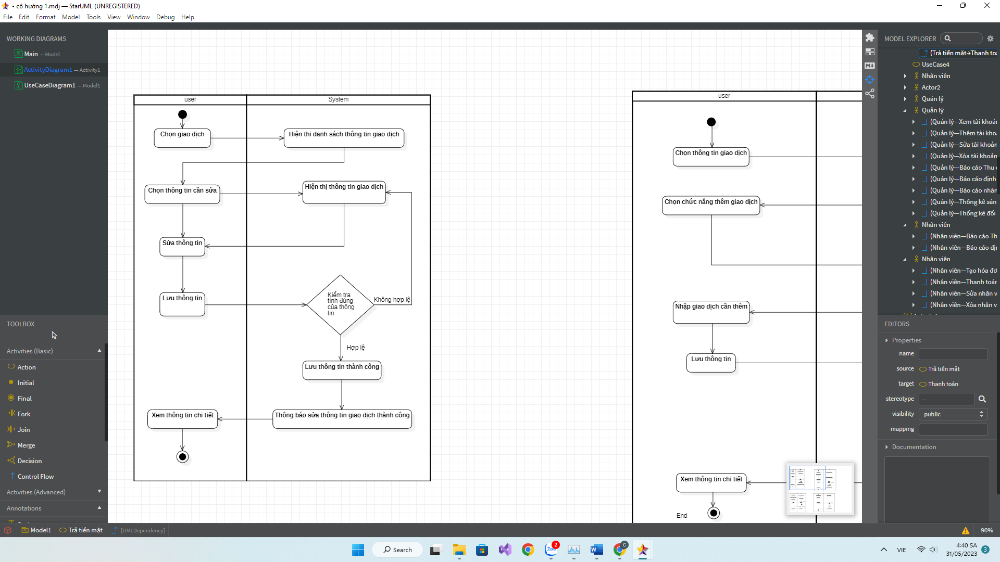 • cô hường 1.mdj — StarUML (UNREGISTERED)
File Edit Format Model Tools View Window Debug Help
WORKING DIAGRAMS
Main — Model
ActivityDiagram1 — Activity1
UseCaseDiagram1 — Model1
TOOLBOX
Activities (Basic)
Action
Initial
Final
Fork
Join
Merge
Decision
Control Flow
Activities (Advanced)
Annotations
user
System
Chọn giao dịch
Hiện thi danh sách thông tin giao dịch
Chọn thông tin cần sửa
Hiện thị thông tin giao dịch
Sửa thông tin
Lưu thông tin
Kiểm tra
tính đúng
của thông
tin
Không hợp lệ
Hợp lệ
Lưu thông tin thành công
Xem thông tin chi tiết
Thông báo sửa thông tin giao dịch thành công
user
Chọn thông tin giao dịch
Chọn chức năng thêm giao dịch
Nhập giao dịch cần thêm
Lưu thông tin
Xem thông tin chi tiết
End
MODEL EXPLORER
(Trả tiền mặt→Thanh toá
UseCase4
Nhân viên
Actor2
Quản lý
Quản lý
(Quản lý—Xem tài khoản
(Quản lý—Thêm tài kho
(Quản lý—Sửa tài khoản
(Quản lý—Xóa tài khoản
(Quản lý—Báo cáo Thu
(Quản lý—Báo cáo định
(Quản lý—Báo cáo nhân
(Quản lý—Thống kê sản
(Quản lý—Thống kê đối
Nhân viên
(Nhân viên—Báo cáo Th
(Nhân viên—Báo cáo địn
Nhân viên
(Nhân viên—Tạo hóa đơ
(Nhân viên—Thanh toán
(Nhân viên—Sửa nhân v
(Nhân viên—Xóa nhân v
EDITORS
Properties
name
source Trả tiền mặt
target Thanh toán
stereotype —
visibility public
mapping
Documentation
Model1 Trả tiền mặt [UMLDependency]
90%
Search
Zalo
2
C
VIE
4:40 SA
31/05/2023
3